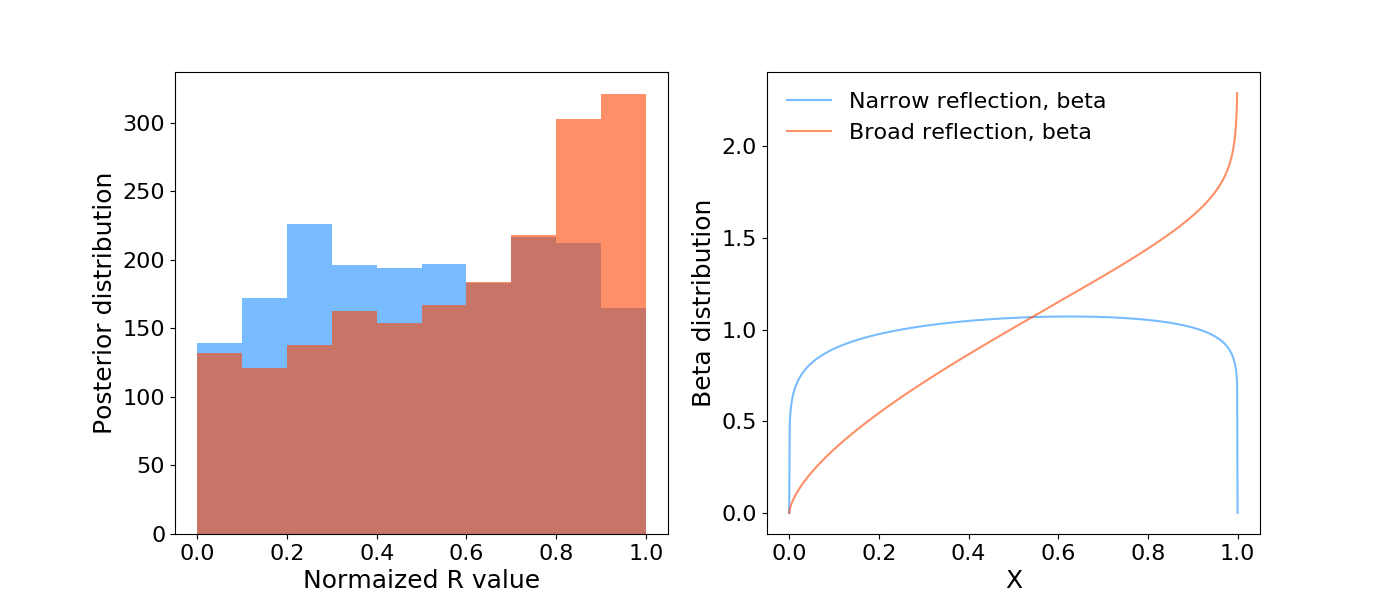 Posterior distribution
300
250
200
150
100
50
0
0.0 0.2 0.4 0.6 0.8 1.0
Normaized R value
Beta distribution
2.0
1.5
1.0
0.5
0.0
Narrow reflection, beta
Broad reflection, beta
0.0 0.2 0.4 0.6 0.8 1.0
X